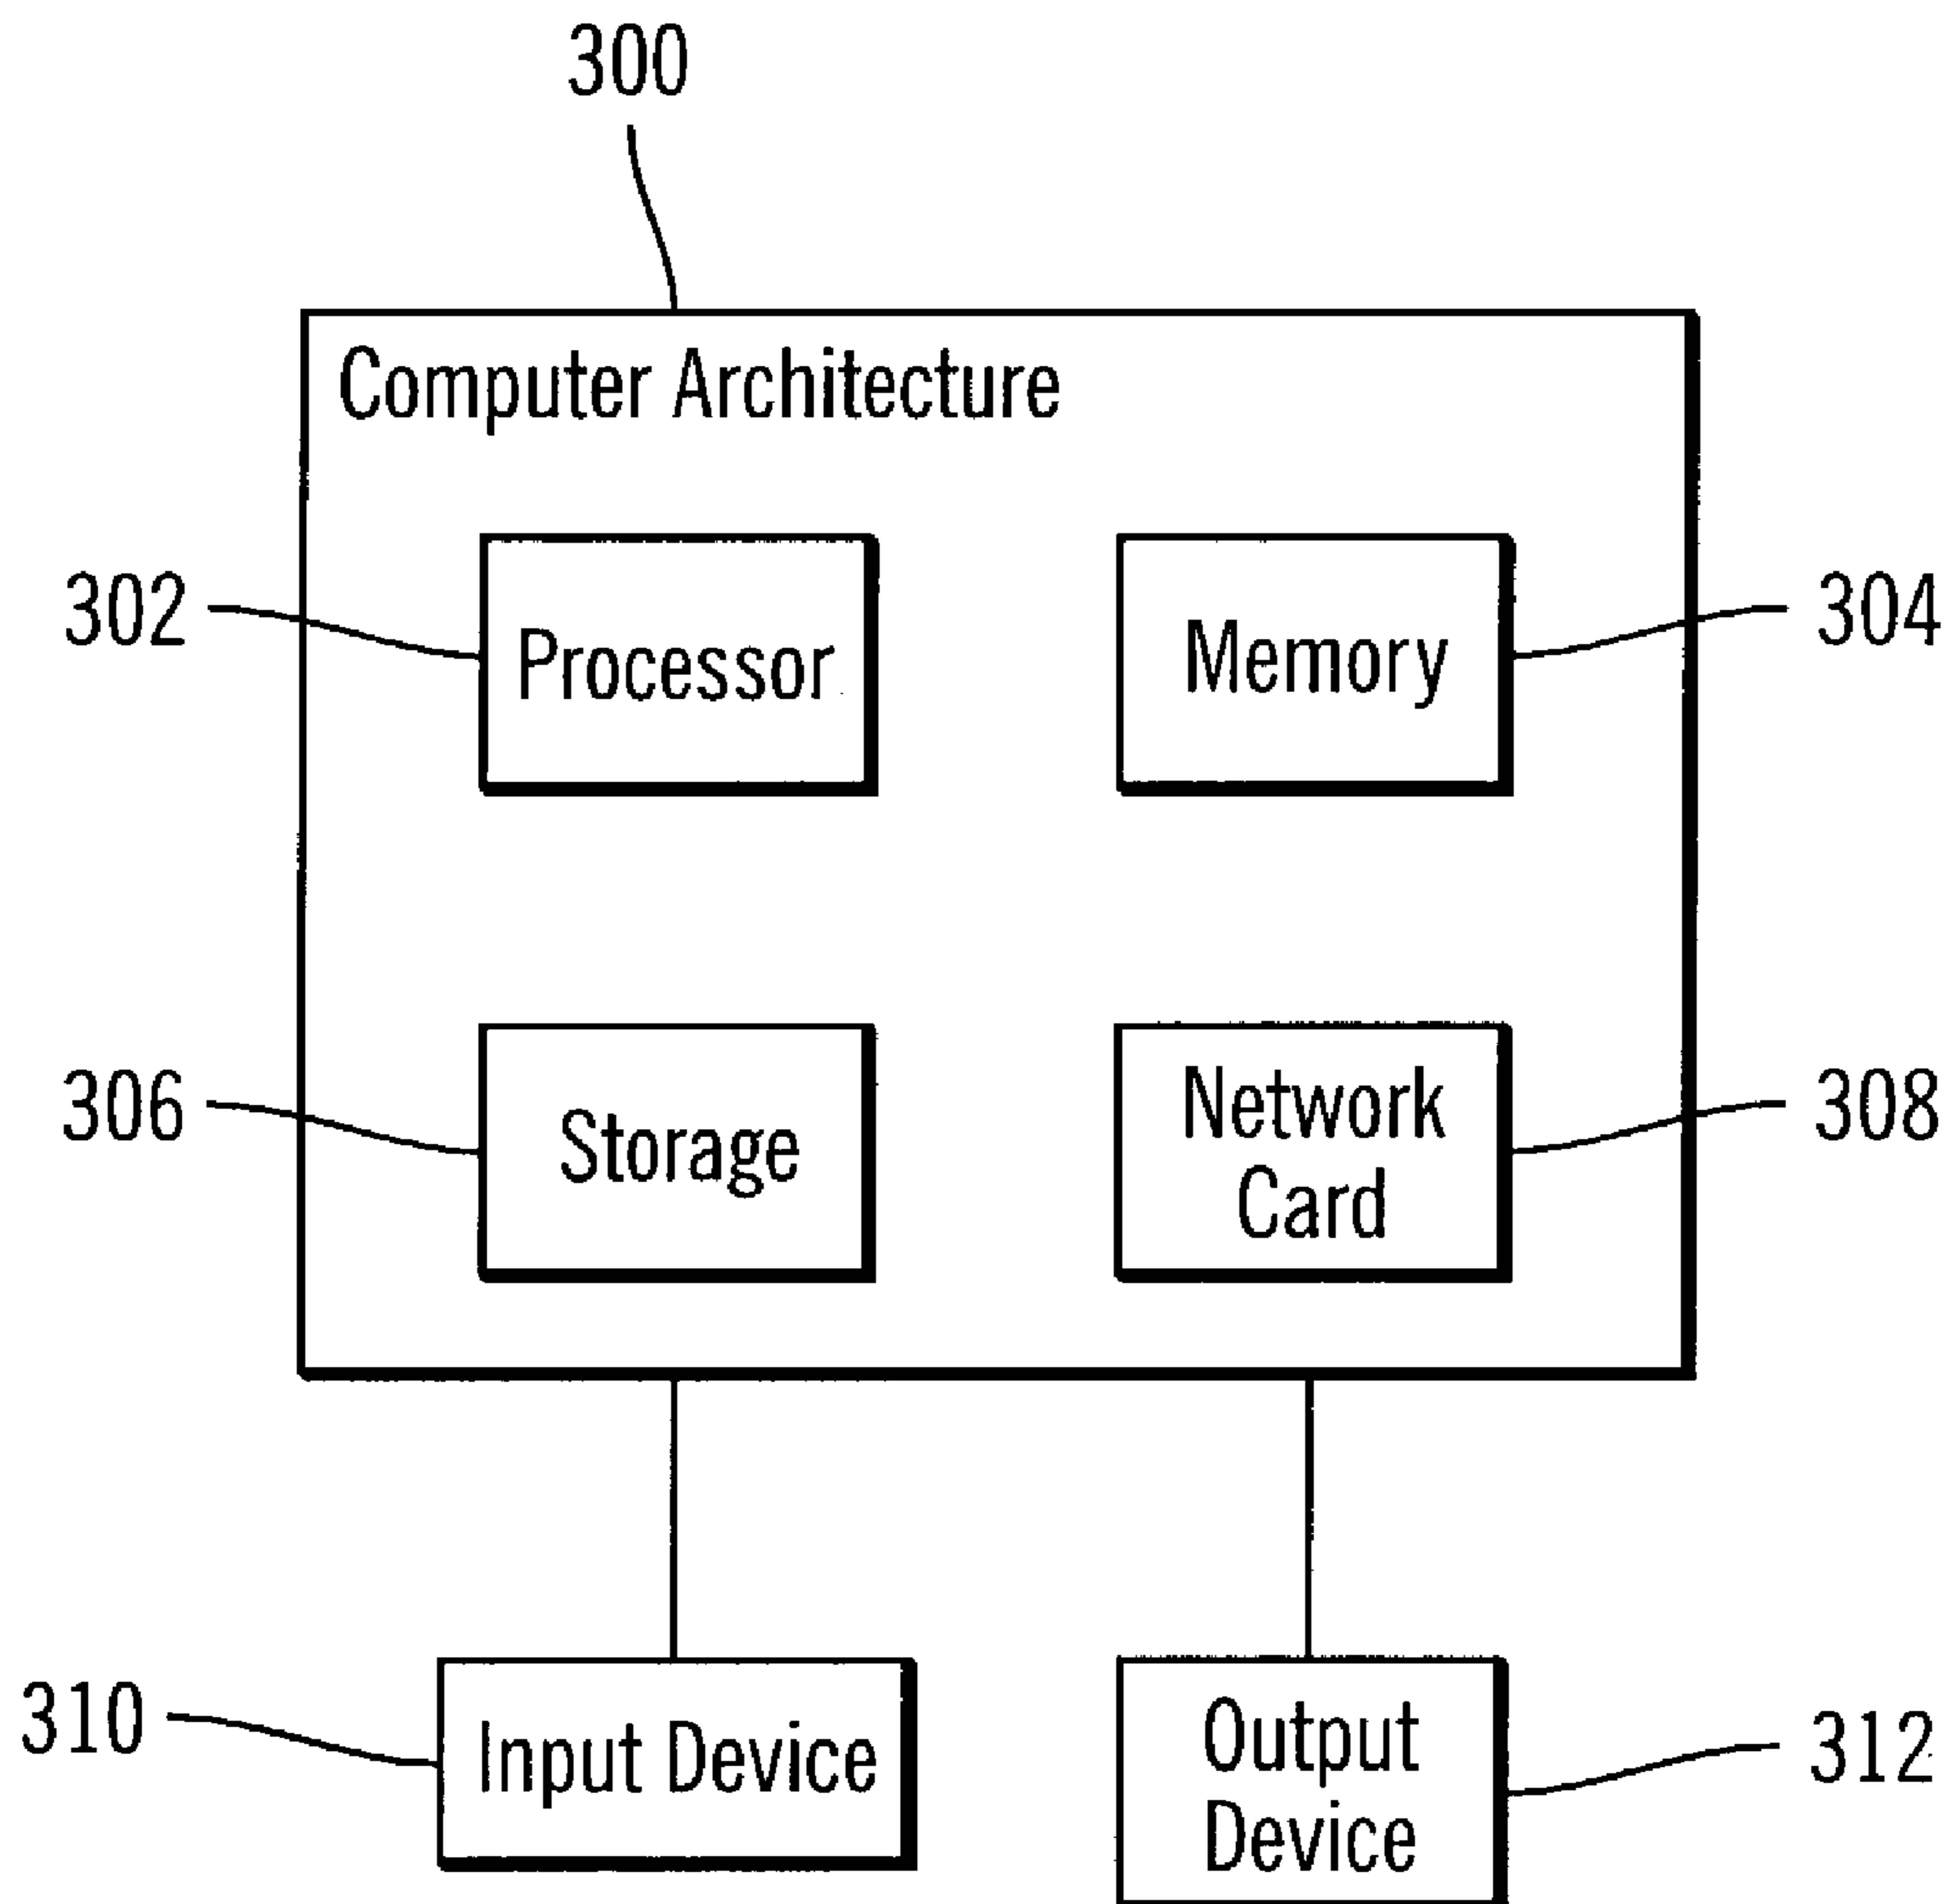 300
Computer Architecture
302
Processor
Memory
304
306
Storage
Network
Card
308
310
Input Device
Output
Device
312